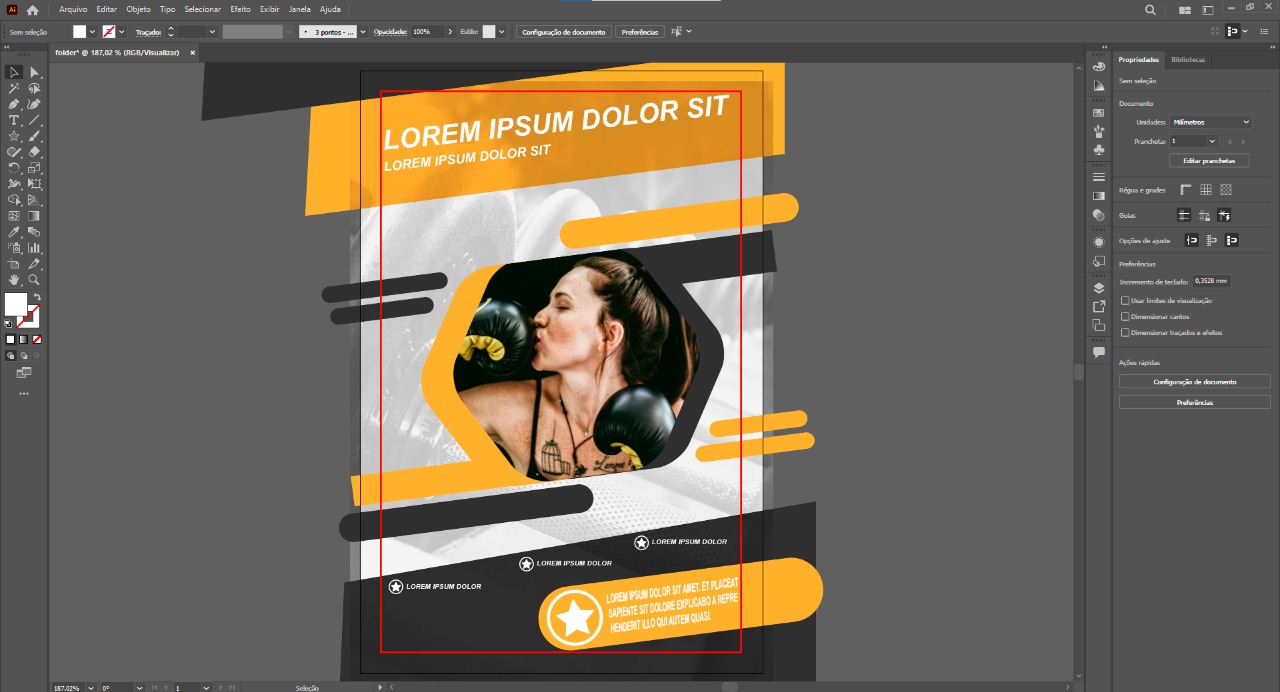 Ai
Arquivo Editar Objeto Tipo Selecionar Efeito Exibir Janela Ajuda
Sem seleção Traçado: 3 pontos - ... Opacidade: 100% Estilo: Configuração de documento Preferências
folder* @ 187,02 % (RGB/Visualizar) ×
LOREM IPSUM DOLOR SIT
LOREM IPSUM DOLOR SIT
LOREM IPSUM DOLOR
LOREM IPSUM DOLOR
LOREM IPSUM DOLOR
LOREM IPSUM DOLOR SIT AMET. ET PLACEAT
SAPIENTE SIT DOLORE EXPLICABO A REPRE
HENDERIT ILLO QUI AUTEM QUASI.
Propriedades Bibliotecas
Sem seleção
Documento
Unidades: Milímetros
Prancheta: 1
Editar pranchetas
Régua e grades
Guias
Opções de ajuste
Preferências
Incremento de teclado: 0,3528 mm
Usar limites de visualização
Dimensionar cantos
Dimensionar traçados e efeitos
Ações rápidas
Configuração de documento
Preferências
187,02% 0° 1 Seleção